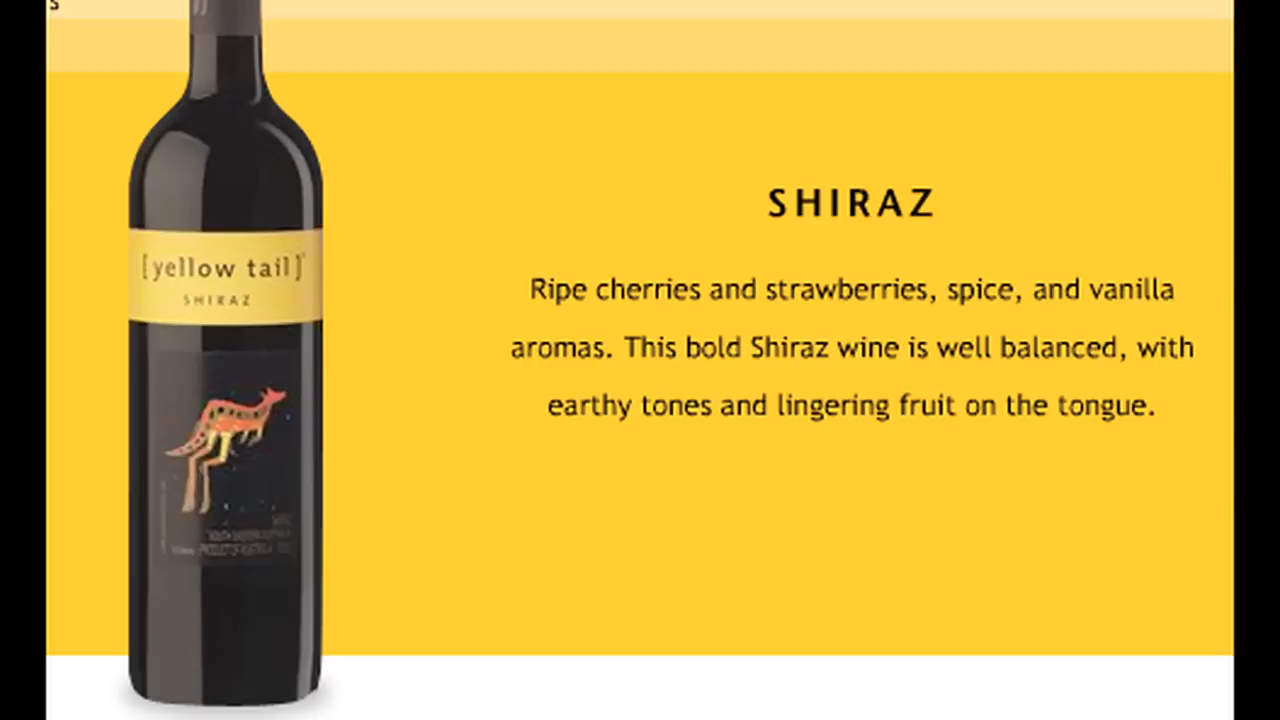 s
[ yellow tail ]
SHIRAZ
SHIRAZ
Ripe cherries and strawberries, spice, and vanilla
aromas. This bold Shiraz wine is well balanced, with
earthy tones and lingering fruit on the tongue.